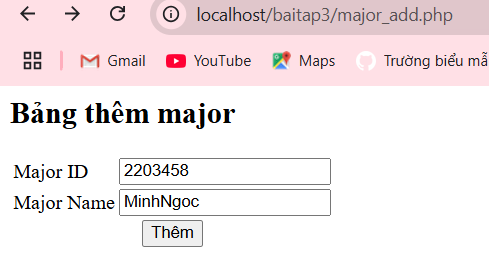 localhost/baitap3/major_add.php
Gmail YouTube Maps Trường biểu mẫ
Bảng thêm major
Major ID 2203458
Major Name MinhNgoc
Thêm